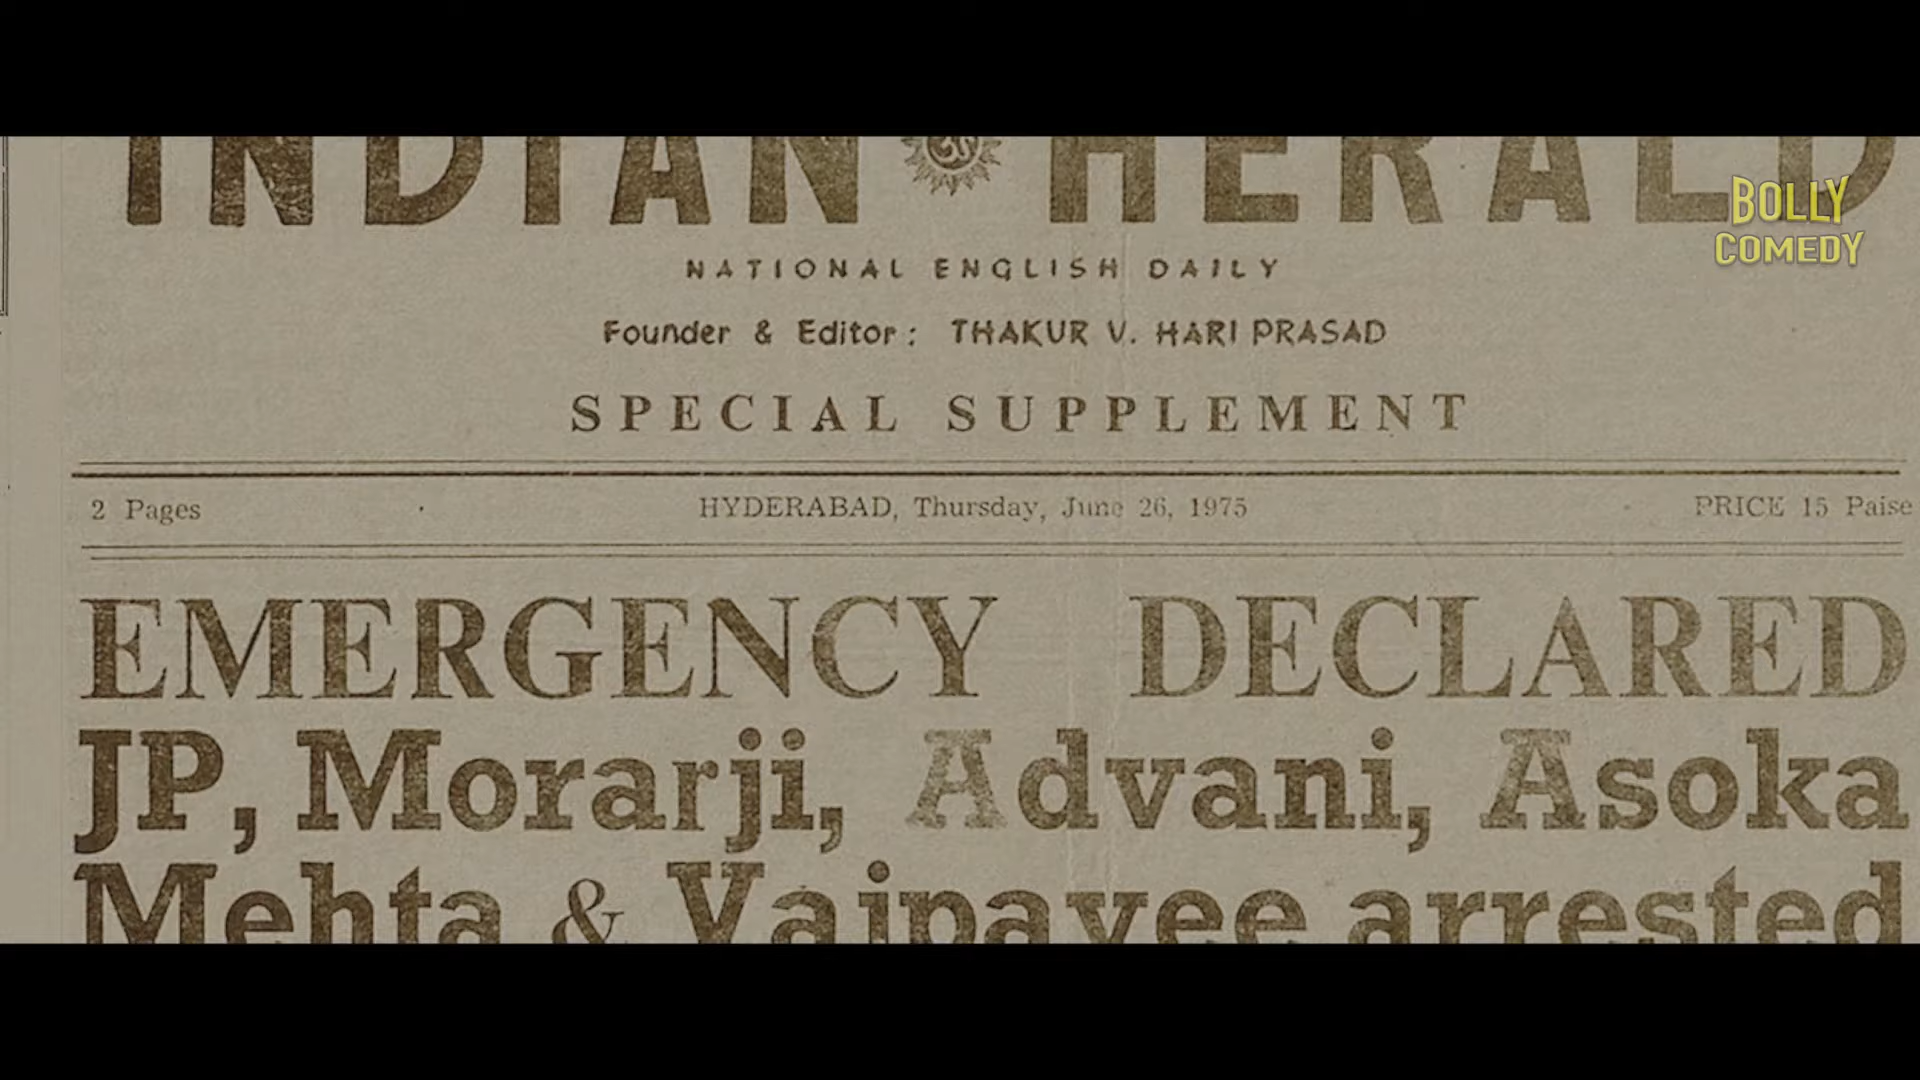 INDIAN HERALD
BOLLY
COMEDY
NATIONAL ENGLISH DAILY
Founder & Editor: THAKUR V. HARI PRASAD
SPECIAL SUPPLEMENT
2 Pages HYDERABAD, Thursday, June 26, 1975 PRICE 15 Paise
EMERGENCY DECLARED
JP, Morarji, Advani, Asoka
Mehta & Vajpayee arrested